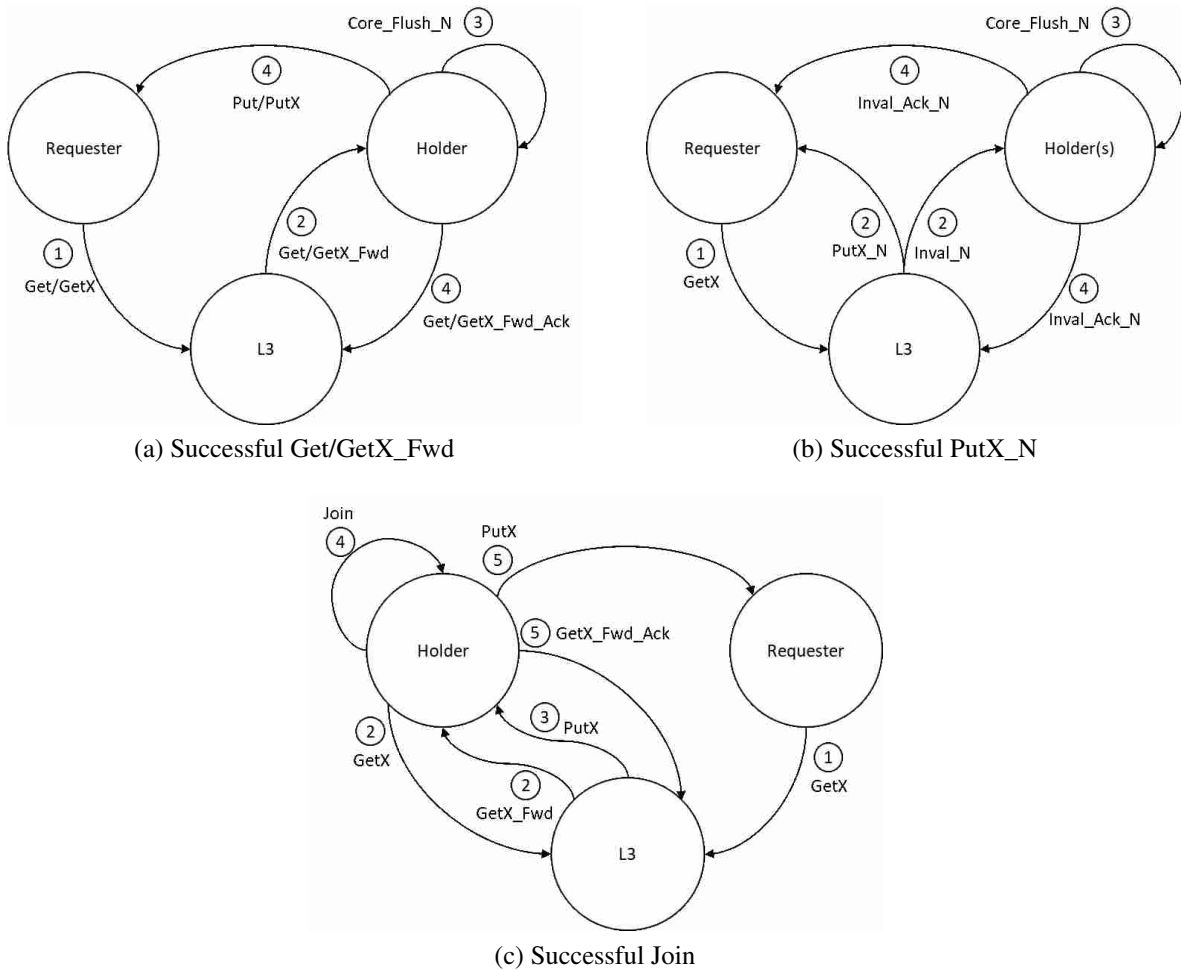 Core_Flush_N 3
4
Put/PutX
Requester
Holder
2
Get/GetX_Fwd
1
Get/GetX
4
Get/GetX_Fwd_Ack
L3
(a) Successful Get/GetX_Fwd
Core_Flush_N 3
4
Inval_Ack_N
Requester
Holder(s)
2 2
PutX_N Inval_N
1
GetX
4
Inval_Ack_N
L3
(b) Successful PutX_N
Join
4
PutX
5
5 GetX_Fwd_Ack
Holder
Requester
3 PutX
2
GetX
2
GetX_Fwd
1
GetX
L3
(c) Successful Join